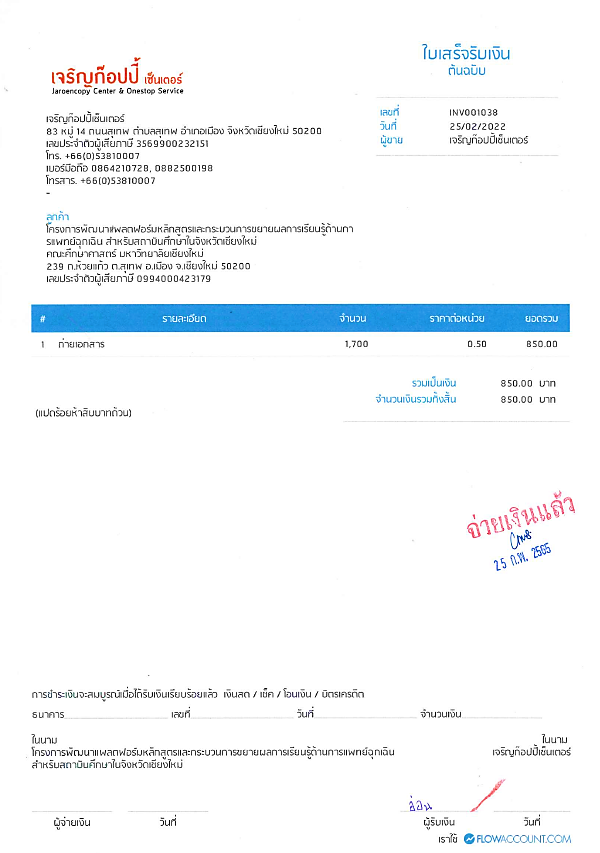 ใบเสร็จรับเงิน
ต้นฉบับ
เจริญก๊อปปี้ เซ็นเตอร์
Jaroencopy Center & Onestop Service
เลขที่ INV001038
วันที่ 25/02/2022
ผู้ขาย เจริญก๊อปปี้เซ็นเตอร์
เจริญก๊อปปี้เซ็นเตอร์
83 หมู่ 14 ถนนสุเทพ ตำบลสุเทพ อำเภอเมือง จังหวัดเชียงใหม่ 50200
เลขประจำตัวผู้เสียภาษี 3569900232151
โทร. +66(0)53810007
เบอร์มือถือ 0864210728, 0882500198
โทรสาร. +66(0)53810007
-
ลูกค้า
โครงการพัฒนาแพลตฟอร์มหลักสูตรและกระบวนการขยายผลการเรียนรู้ด้านกา
รแพทย์ฉุกเฉิน สำหรับสถาบันศึกษาในจังหวัดเชียงใหม่
คณะศึกษาศาสตร์ มหาวิทยาลัยเชียงใหม่
239 ถ.ห้วยแก้ว ต.สุเทพ อ.เมือง จ.เชียงใหม่ 50200
เลขประจำตัวผู้เสียภาษี 0994000423179
# รายละเอียด จำนวน ราคาต่อหน่วย ยอดรวม
1 ถ่ายเอกสาร 1,700 0.50 850.00
รวมเป็นเงิน 850.00 บาท
จำนวนเงินรวมทั้งสิ้น 850.00 บาท
(แปดร้อยห้าสิบบาทถ้วน)
จ่ายเงินแล้ว
25 ก.พ. 2565
การชำระเงินจะสมบูรณ์เมื่อได้รับเงินเรียบร้อยแล้ว เงินสด / เช็ค / โอนเงิน / บัตรเครดิต
ธนาคาร เลขที่ วันที่ จำนวนเงิน
ในนาม ในนาม
โครงการพัฒนาแพลตฟอร์มหลักสูตรและกระบวนการขยายผลการเรียนรู้ด้านการแพทย์ฉุกเฉิน เจริญก๊อปปี้เซ็นเตอร์
สำหรับสถาบันศึกษาในจังหวัดเชียงใหม่
ผู้จ่ายเงิน วันที่ ผู้รับเงิน วันที่
เราใช้ FLOWACCOUNT.COM